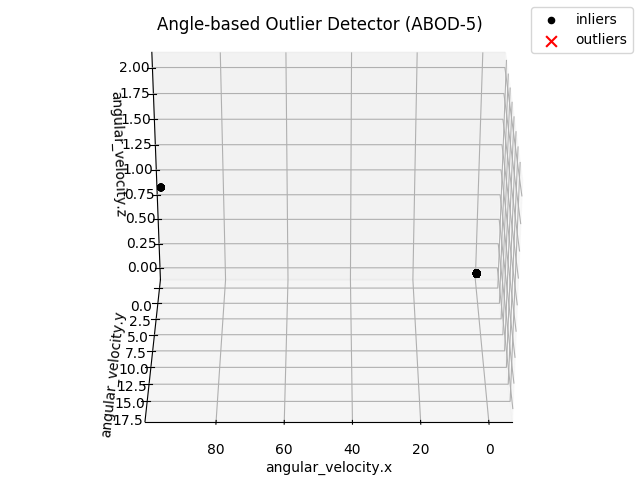 Angle-based Outlier Detector (ABOD-5)
inliers
outliers
2.00
1.75
1.50
1.25
1.00
0.75
0.50
0.25
0.00
angular_velocity.z
0.0
2.5
5.0
7.5
10.0
12.5
15.0
17.5
angular_velocity.y
80 60 40 20 0
angular_velocity.x